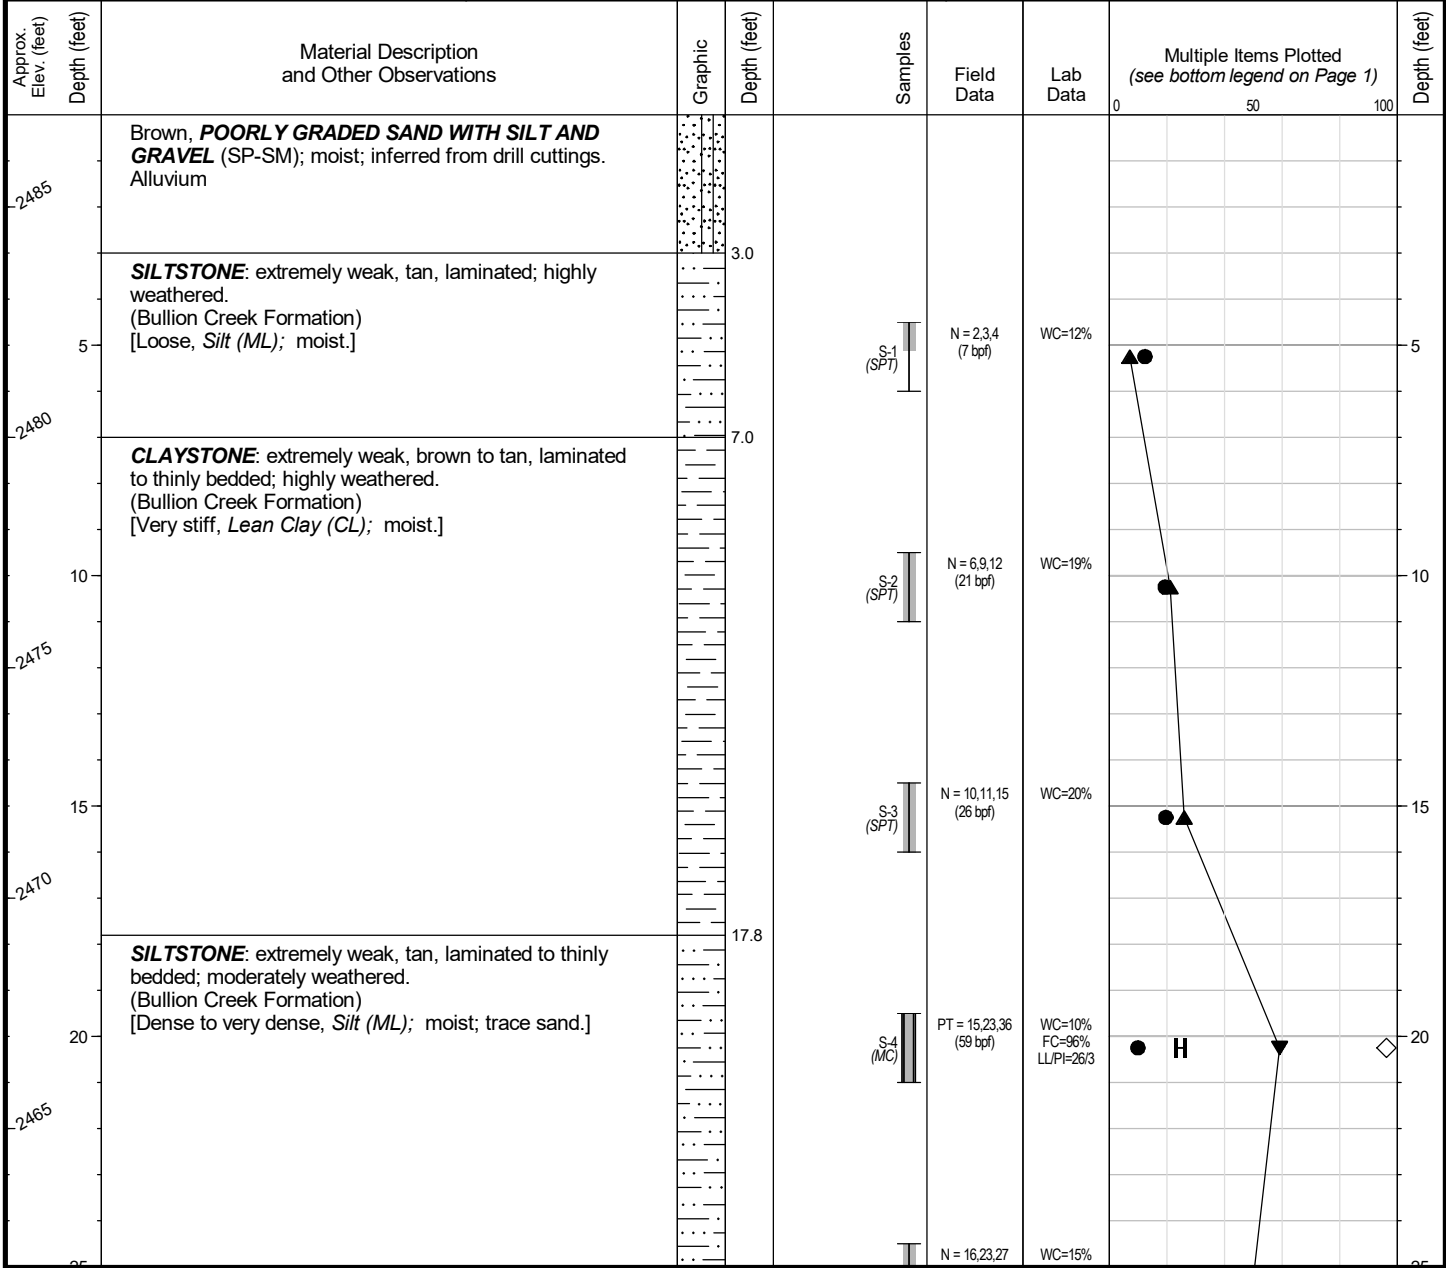 Approx.
Elev. (feet)
Depth (feet)
Material Description
and Other Observations
Graphic
Depth (feet)
Samples
Field
Data
Lab
Data
Multiple Items Plotted
(see bottom legend on Page 1)
0 50 100
Depth (feet)
Brown, POORLY GRADED SAND WITH SILT AND
GRAVEL (SP-SM); moist; inferred from drill cuttings.
Alluvium
2485
3.0
SILTSTONE: extremely weak, tan, laminated; highly
weathered.
(Bullion Creek Formation)
[Loose, Silt (ML); moist.]
5
S-1
(SPT)
N = 2,3,4
(7 bpf)
WC=12%
5
2480
7.0
CLAYSTONE: extremely weak, brown to tan, laminated
to thinly bedded; highly weathered.
(Bullion Creek Formation)
[Very stiff, Lean Clay (CL); moist.]
10
S-2
(SPT)
N = 6,9,12
(21 bpf)
WC=19%
10
2475
15
S-3
(SPT)
N = 10,11,15
(26 bpf)
WC=20%
15
2470
17.8
SILTSTONE: extremely weak, tan, laminated to thinly
bedded; moderately weathered.
(Bullion Creek Formation)
[Dense to very dense, Silt (ML); moist; trace sand.]
20
S-4
(MC)
PT = 15,23,36
(59 bpf)
WC=10%
FC=96%
LL/PI=26/3
20
2465
N = 16,23,27
WC=15%
25
25